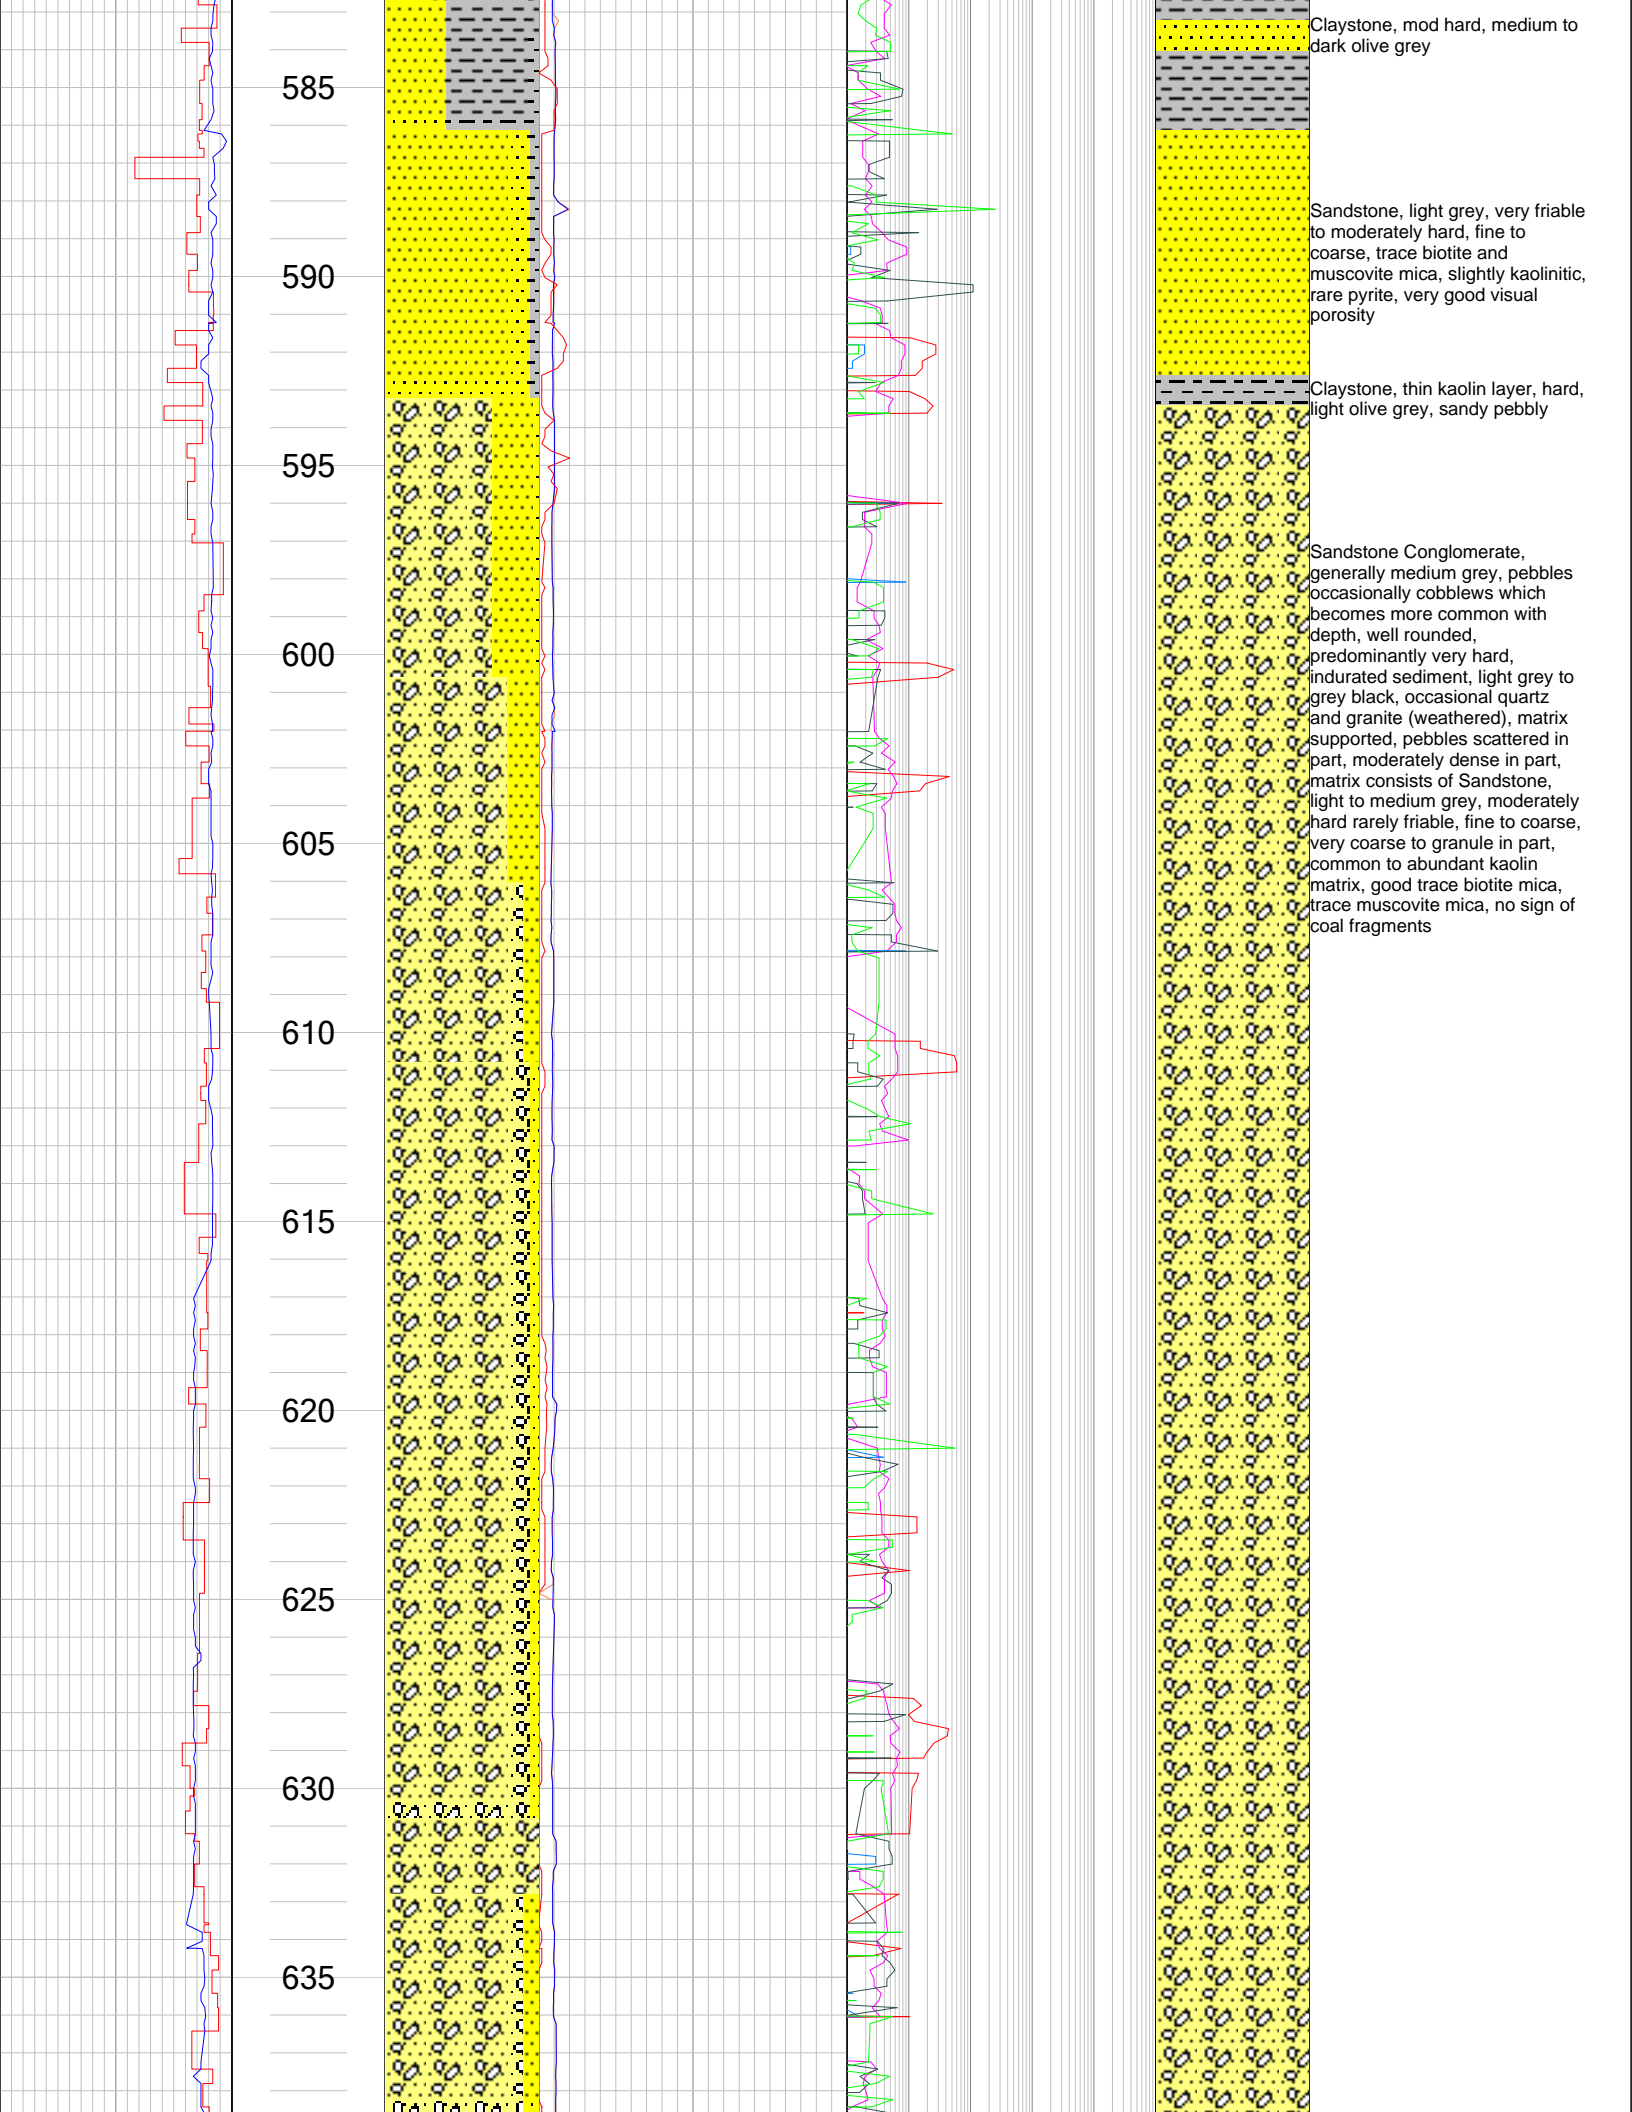 Claystone, mod hard, medium to
dark olive grey
585
Sandstone, light grey, very friable
to moderately hard, fine to
coarse, trace biotite and
muscovite mica, slightly kaolinitic,
rare pyrite, very good visual
porosity
590
Claystone, thin kaolin layer, hard,
light olive grey, sandy pebbly
595
Sandstone Conglomerate,
generally medium grey, pebbles
occasionally cobblews which
becomes more common with
depth, well rounded,
predominantly very hard,
indurated sediment, light grey to
grey black, occasional quartz
and granite (weathered), matrix
supported, pebbles scattered in
part, moderately dense in part,
matrix consists of Sandstone,
light to medium grey, moderately
hard rarely friable, fine to coarse,
very coarse to granule in part,
common to abundant kaolin
matrix, good trace biotite mica,
trace muscovite mica, no sign of
coal fragments
600
605
610
615
620
625
630
635